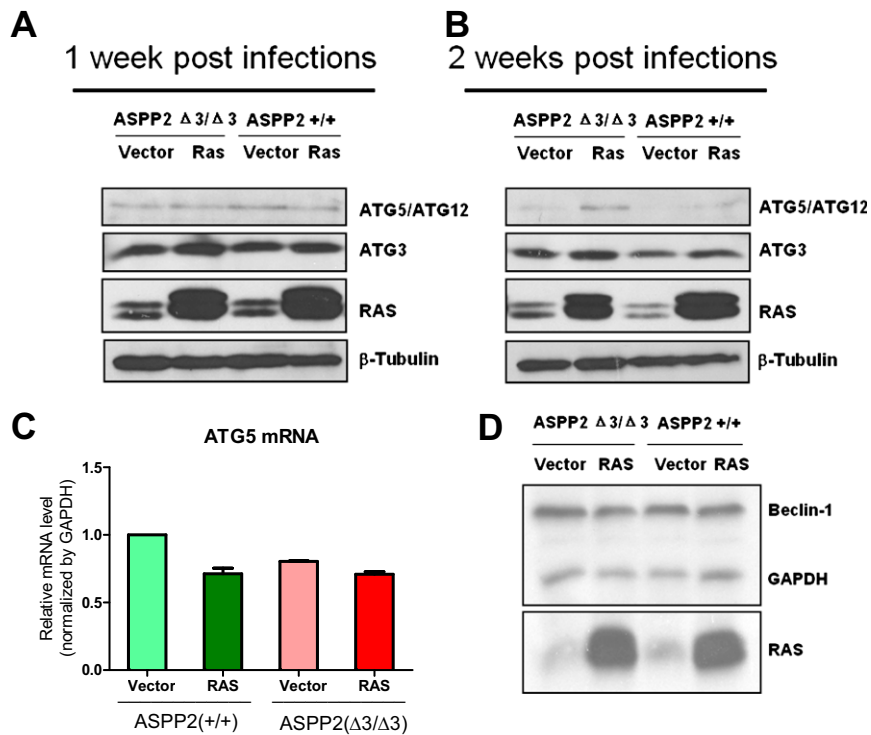 A
1 week post infections
ASPP2 Δ3/Δ3 ASPP2 +/+
Vector Ras Vector Ras
ATG5/ATG12
ATG3
RAS
β-Tubulin
B
2 weeks post infections
ASPP2 Δ3/Δ3 ASPP2 +/+
Vector Ras Vector Ras
ATG5/ATG12
ATG3
RAS
β-Tubulin
C
ATG5 mRNA
Relative mRNA level
(normalized by GAPDH)
1.5
1.0
0.5
0.0
Vector RAS Vector RAS
ASPP2(+/+) ASPP2(Δ3/Δ3)
D
ASPP2 Δ3/Δ3 ASPP2 +/+
Vector RAS Vector RAS
Beclin-1
GAPDH
RAS